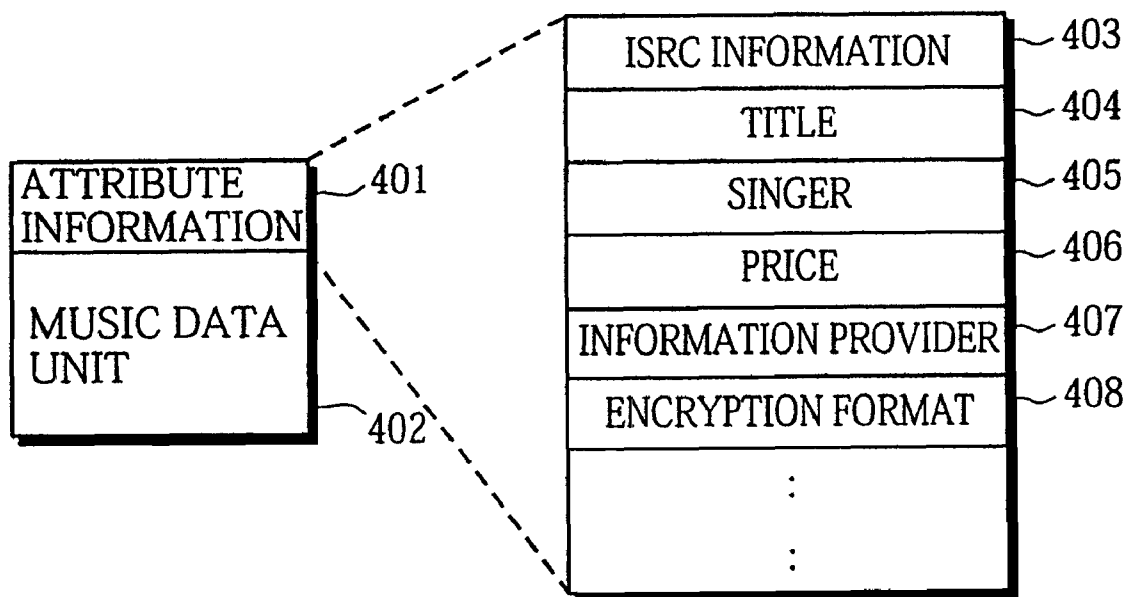 ATTRIBUTE
INFORMATION
401
MUSIC DATA
UNIT
402
ISRC INFORMATION
403
TITLE
404
SINGER
405
PRICE
406
INFORMATION PROVIDER
407
ENCRYPTION FORMAT
408